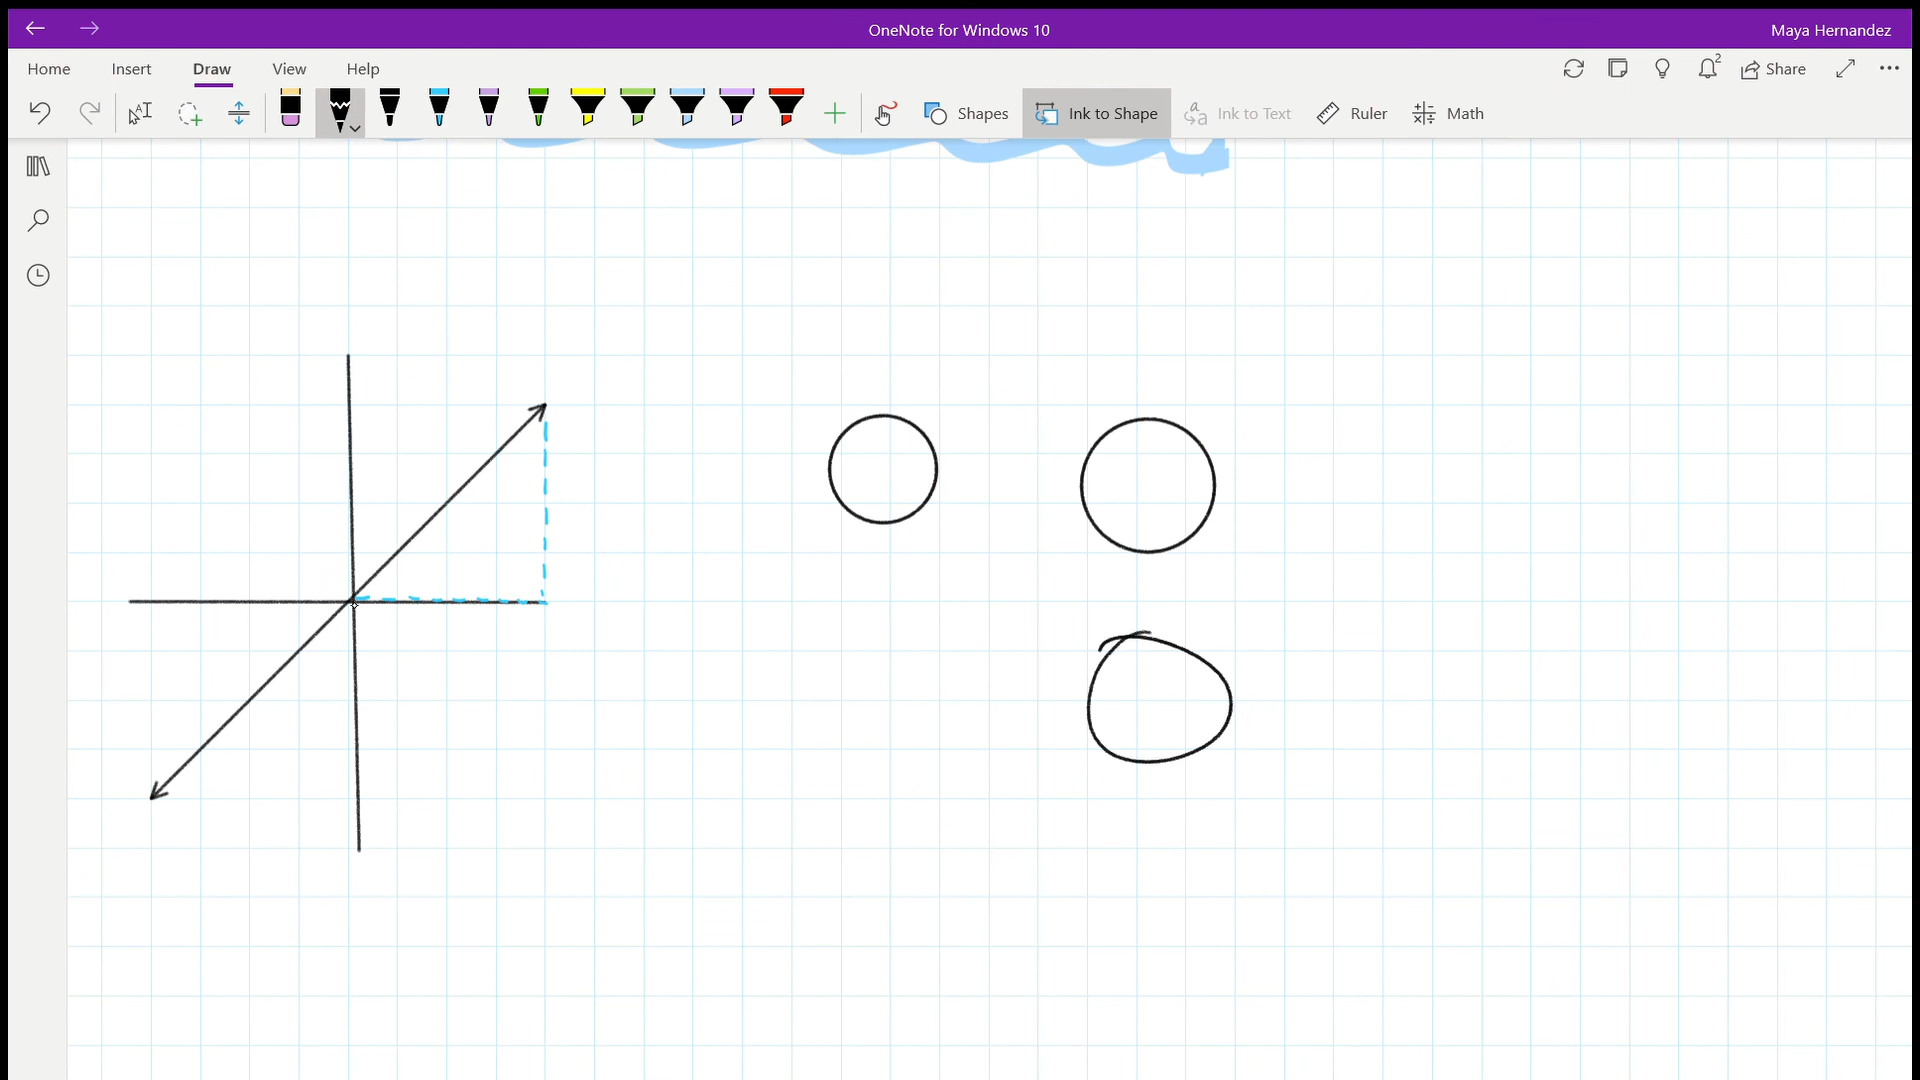 OneNote for Windows 10
Maya Hernandez
Home Insert Draw View Help
2
Share
Shapes
Ink to Shape
Ink to Text
Ruler
Math